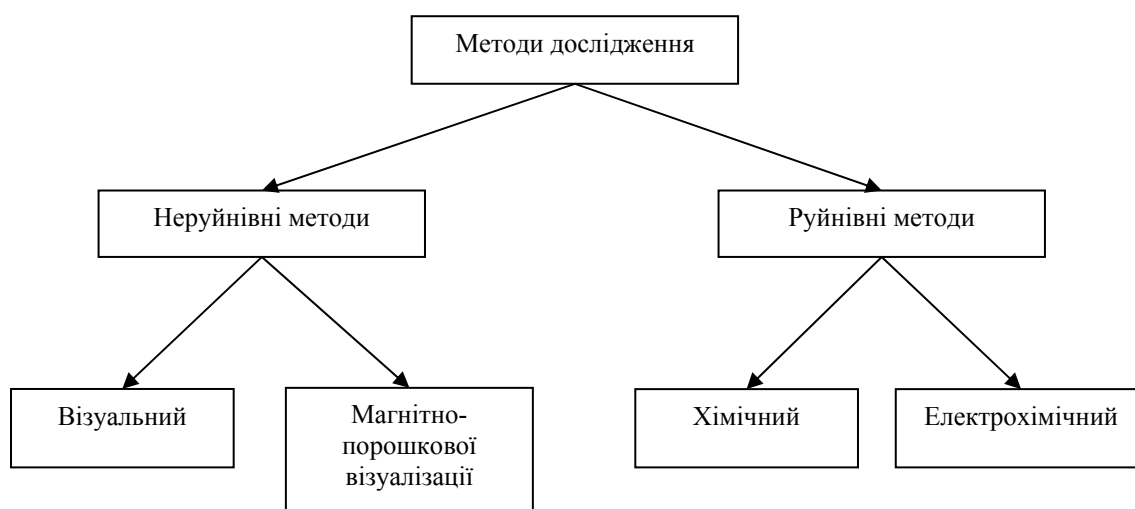 Методи дослідження
Неруйнівні методи
Руйнівні методи
Візуальний
Магнітно-
порошкової
візуалізації
Хімічний
Електрохімічний